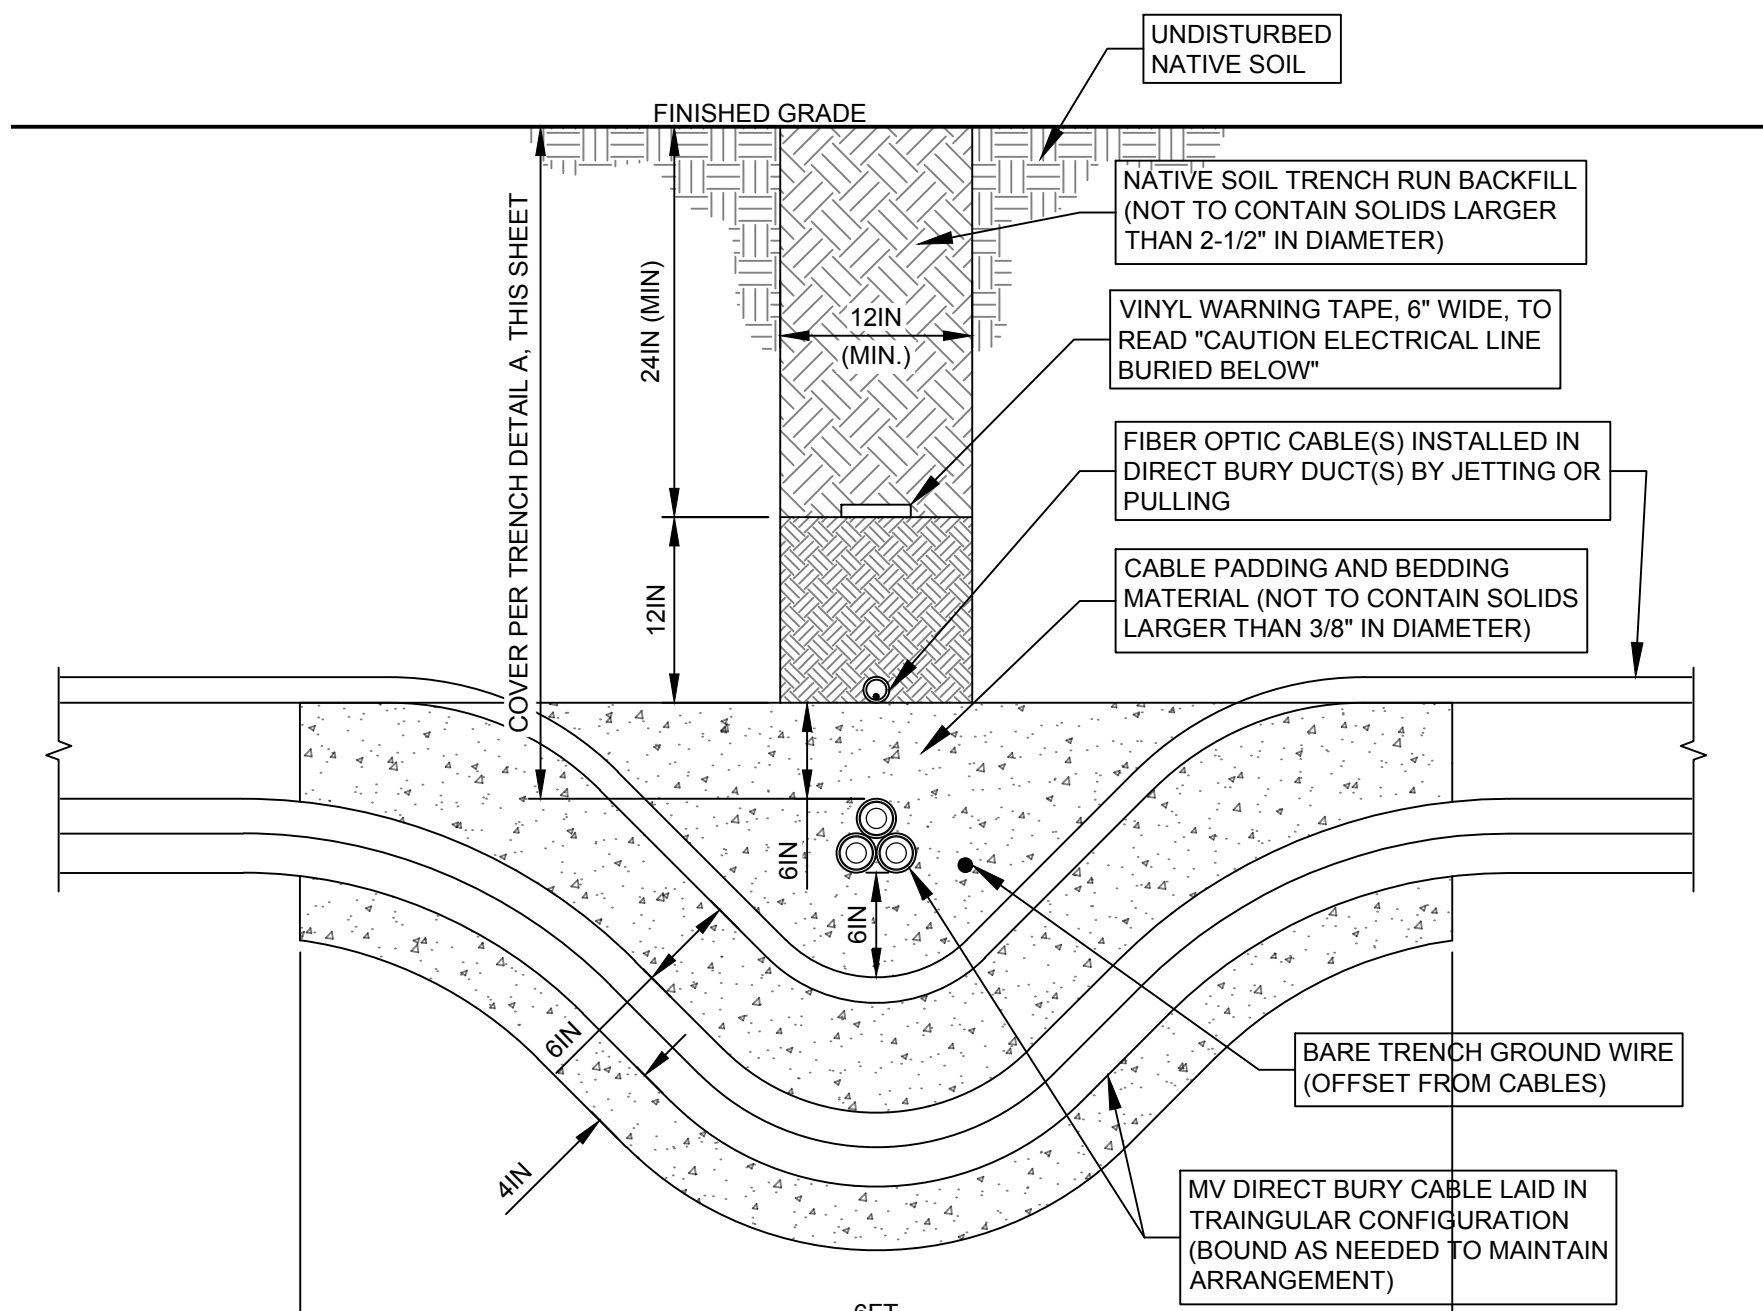 UNDISTURBED
NATIVE SOIL
FINISHED GRADE
NATIVE SOIL TRENCH RUN BACKFILL
(NOT TO CONTAIN SOLIDS LARGER
THAN 2-1/2" IN DIAMETER)
COVER PER TRENCH DETAIL A, THIS SHEET
24IN (MIN)
12IN
(MIN.)
VINYL WARNING TAPE, 6" WIDE, TO
READ "CAUTION ELECTRICAL LINE
BURIED BELOW"
FIBER OPTIC CABLE(S) INSTALLED IN
DIRECT BURY DUCT(S) BY JETTING OR
PULLING
12IN
CABLE PADDING AND BEDDING
MATERIAL (NOT TO CONTAIN SOLIDS
LARGER THAN 3/8" IN DIAMETER)
6IN
6IN
6IN
4IN
BARE TRENCH GROUND WIRE
(OFFSET FROM CABLES)
MV DIRECT BURY CABLE LAID IN
TRAINGULAR CONFIGURATION
(BOUND AS NEEDED TO MAINTAIN
ARRANGEMENT)
6FT